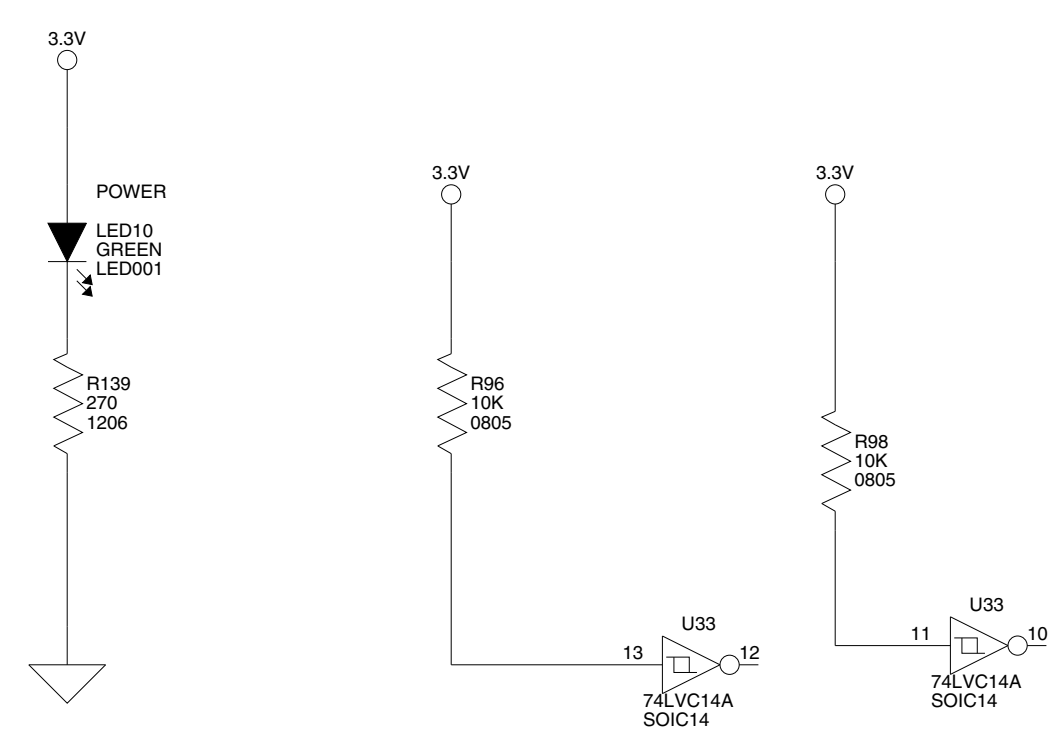 3.3V
POWER
LED10
GREEN
LED001
R139
270
1206
3.3V
R96
10K
0805
13
U33
12
74LVC14A
SOIC14
3.3V
R98
10K
0805
11
U33
10
74LVC14A
SOIC14